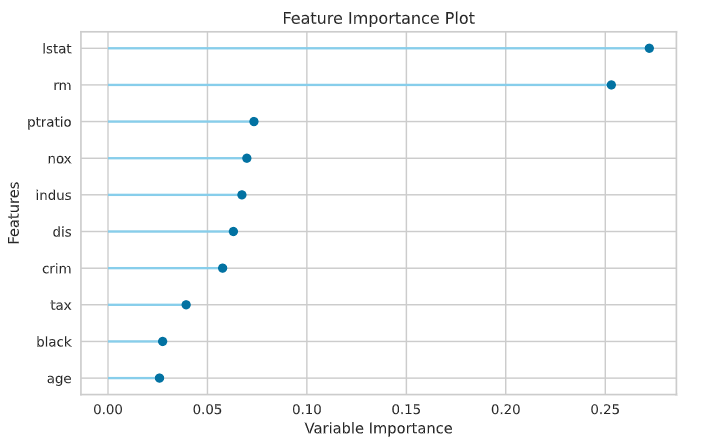 Feature Importance Plot
lstat
rm
ptratio
nox
indus
dis
crim
tax
black
age
Features
0.00 0.05 0.10 0.15 0.20 0.25
Variable Importance